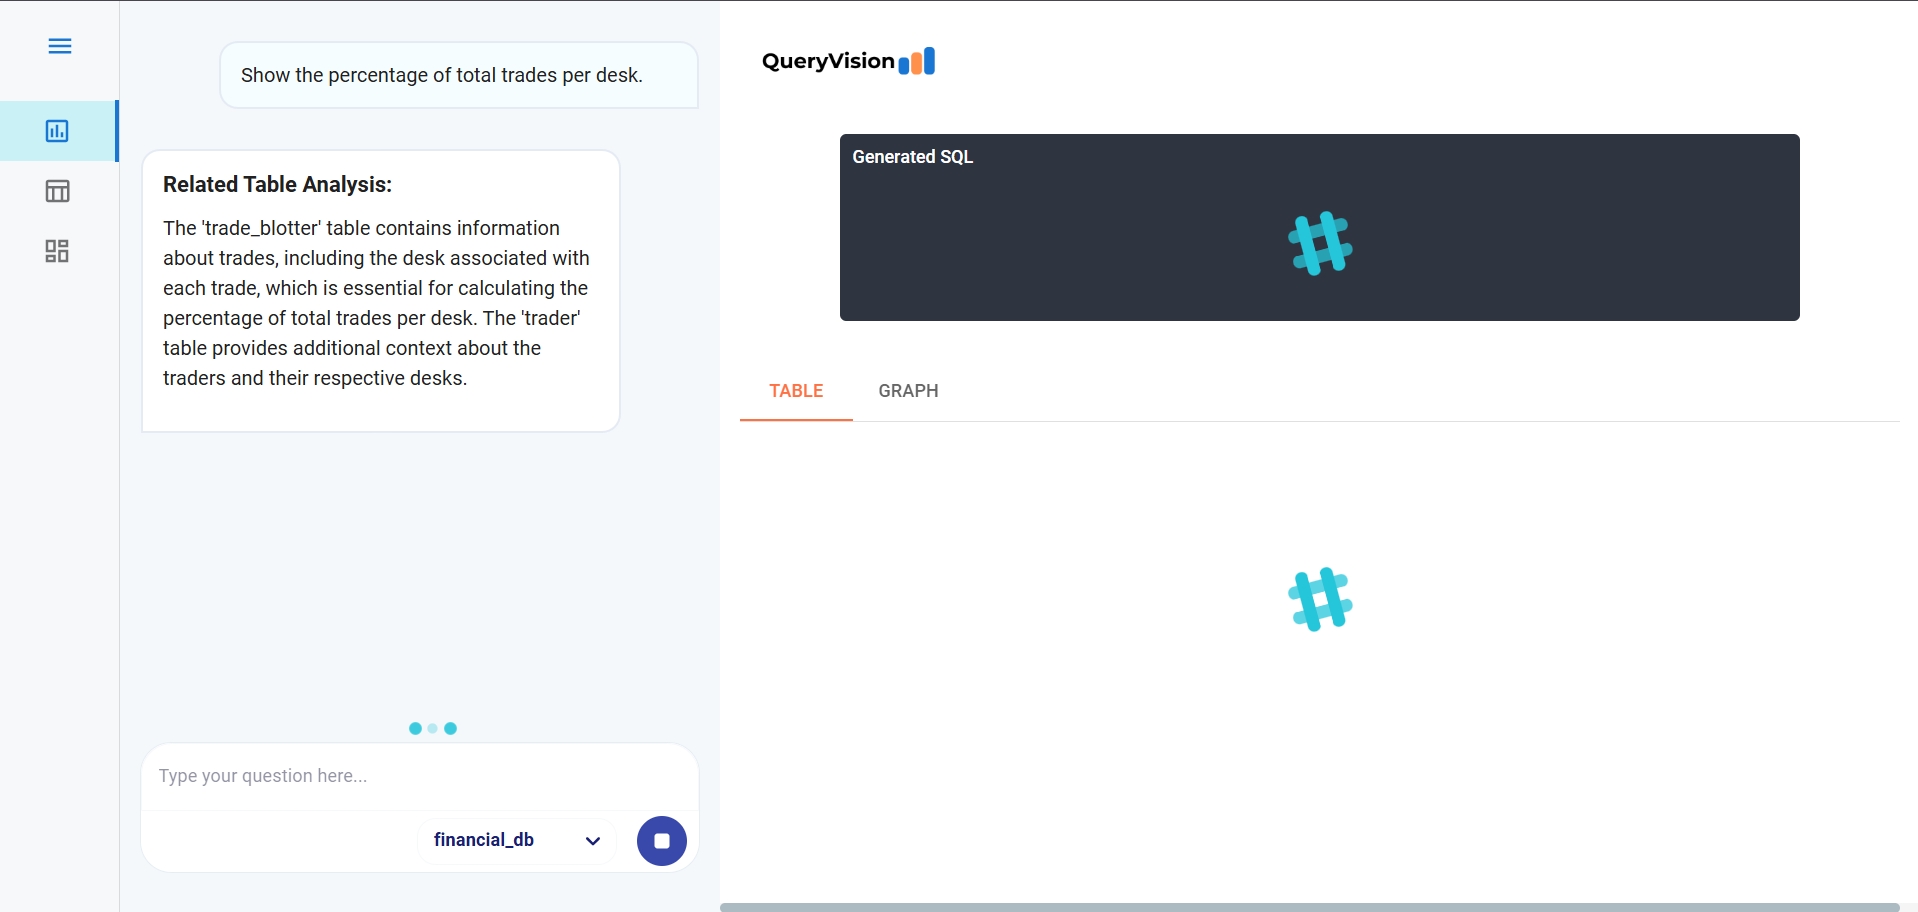 Show the percentage of total trades per desk.
Related Table Analysis:
The 'trade_blotter' table contains information
about trades, including the desk associated with
each trade, which is essential for calculating the
percentage of total trades per desk. The 'trader'
table provides additional context about the
traders and their respective desks.
Type your question here...
financial_db
QueryVision
Generated SQL
TABLE
GRAPH